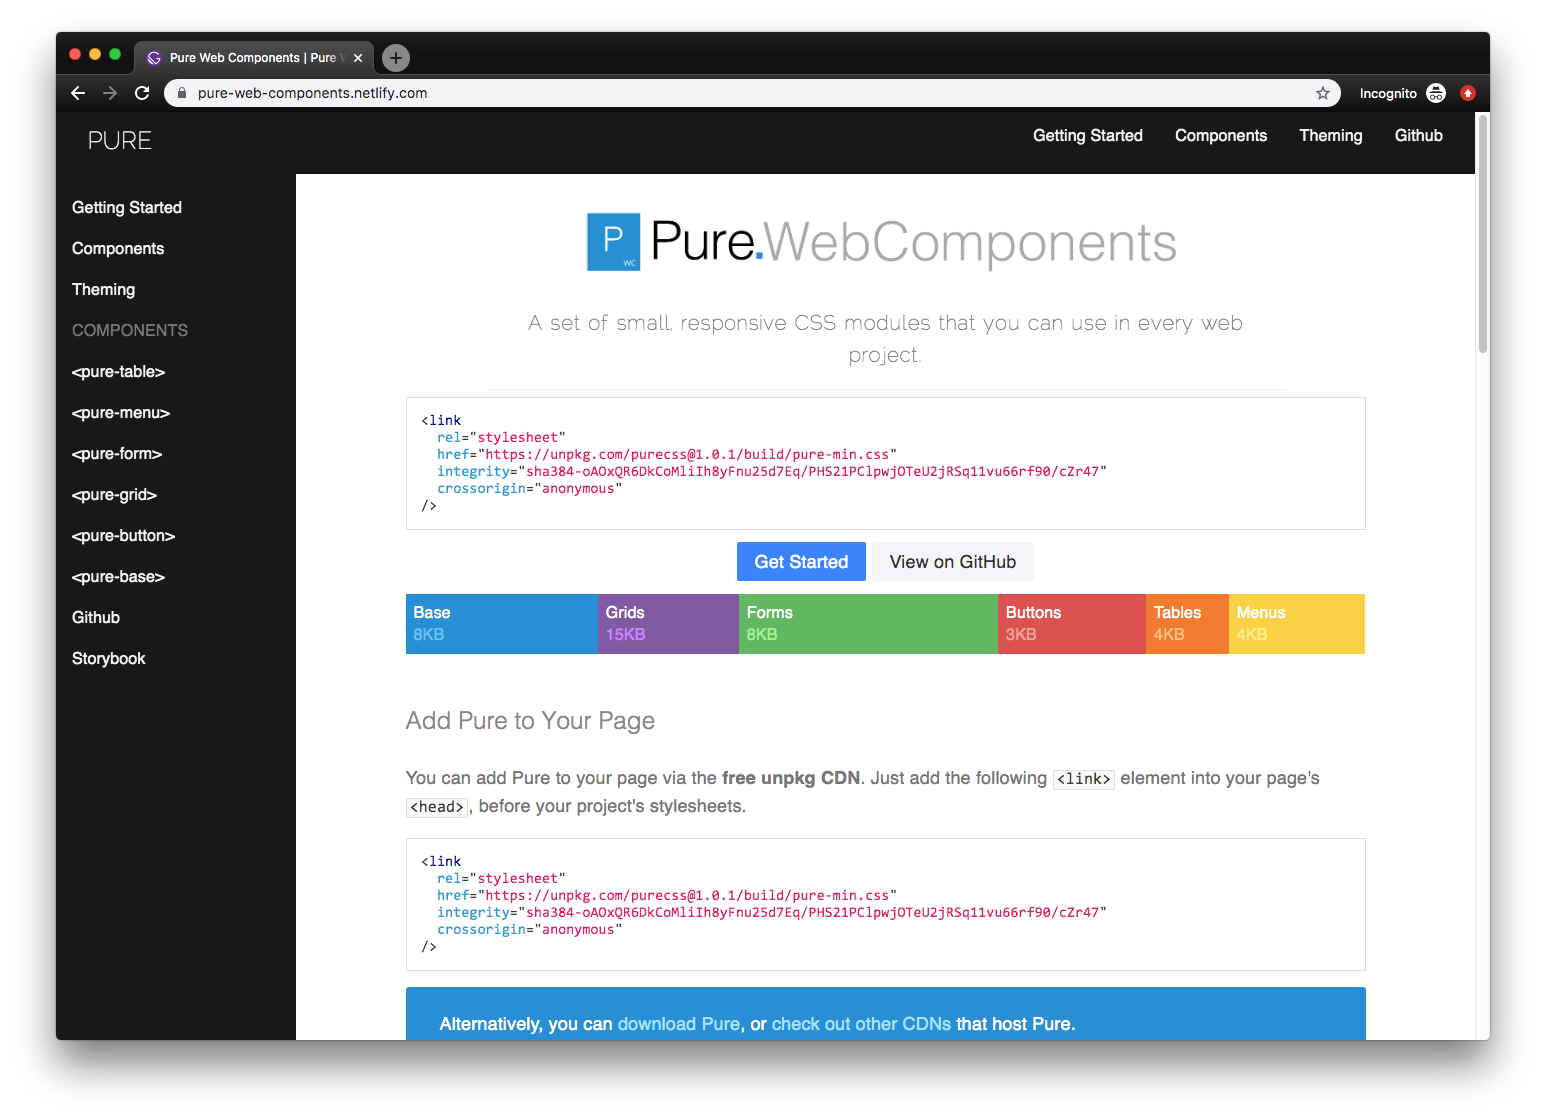 Pure Web Components | Pure
pure-web-components.netlify.com
Incognito
PURE
Getting Started
Components
Theming
Github
Getting Started
Components
Theming
COMPONENTS
<pure-table>
<pure-menu>
<pure-form>
<pure-grid>
<pure-button>
<pure-base>
Github
Storybook
P
WC
Pure.WebComponents
A set of small, responsive CSS modules that you can use in every web
project.
<link
rel="stylesheet"
href="https://unpkg.com/purecss@1.0.1/build/pure-min.css"
integrity="sha384-oAOxQR6DkCoMliIh8yFnu25d7Eq/PHS21PClpwjOTeU2jRSq11vu66rf90/cZr47"
crossorigin="anonymous"
/>
Get Started
View on GitHub
Base
8KB
Grids
15KB
Forms
8KB
Buttons
3KB
Tables
4KB
Menus
4KB
Add Pure to Your Page
You can add Pure to your page via the free unpkg CDN. Just add the following <link> element into your page's
<head>, before your project's stylesheets.
<link
rel="stylesheet"
href="https://unpkg.com/purecss@1.0.1/build/pure-min.css"
integrity="sha384-oAOxQR6DkCoMliIh8yFnu25d7Eq/PHS21PClpwjOTeU2jRSq11vu66rf90/cZr47"
crossorigin="anonymous"
/>
Alternatively, you can download Pure, or check out other CDNs that host Pure.